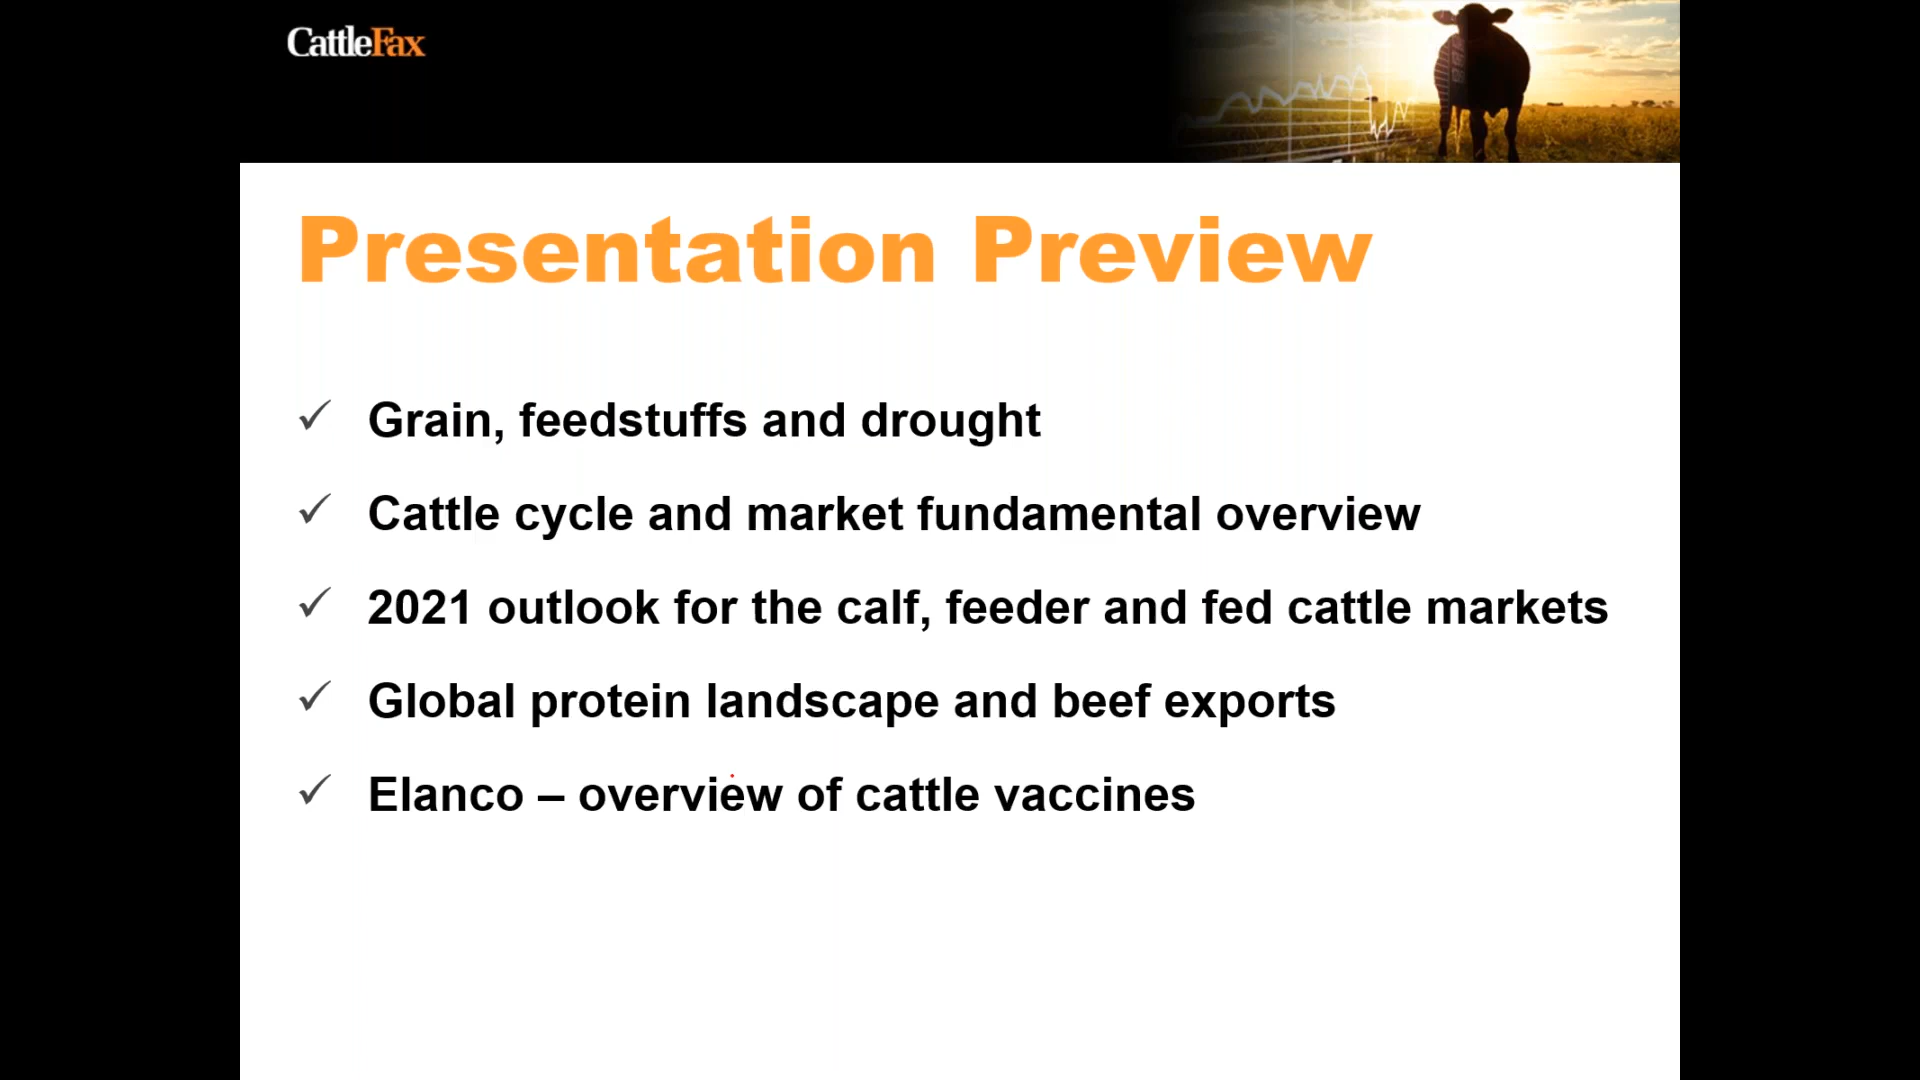 CattleFax
Presentation Preview
✓ Grain, feedstuffs and drought
✓ Cattle cycle and market fundamental overview
✓ 2021 outlook for the calf, feeder and fed cattle markets
✓ Global protein landscape and beef exports
✓ Elanco – overview of cattle vaccines